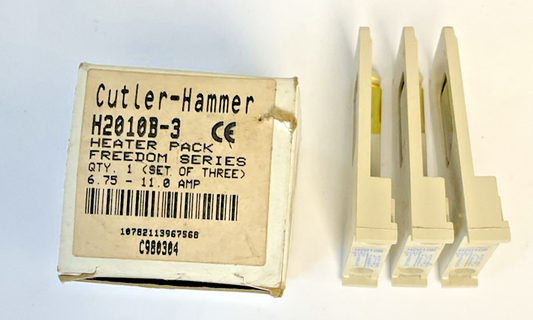 Cutler-Hammer
H2010B-3 CE
HEATER PACK
FREEDOM SERIES
QTY. 1 (SET OF THREE)
6.75 - 11.0 AMP
10782113967568
C980304